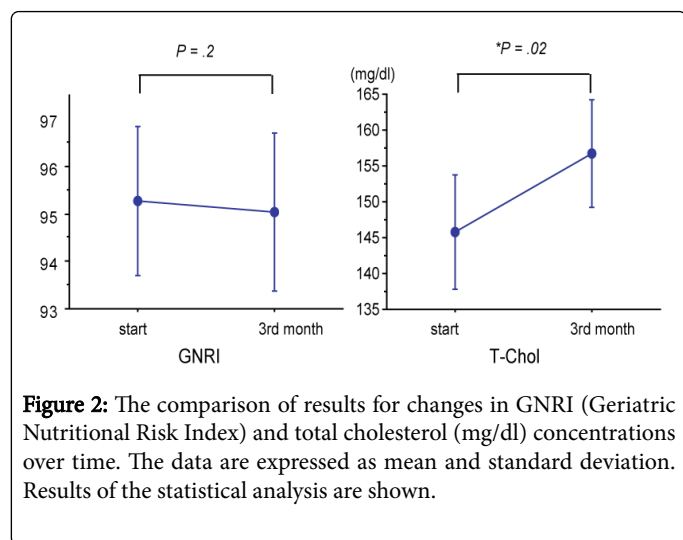 P = .2
97
96
95
94
93
start 3rd month
GNRI
*P = .02
(mg/dl)
165
160
155
150
145
140
135
start 3rd month
T-Chol
Figure 2: The comparison of results for changes in GNRI (Geriatric
Nutritional Risk Index) and total cholesterol (mg/dl) concentrations
over time. The data are expressed as mean and standard deviation.
Results of the statistical analysis are shown.